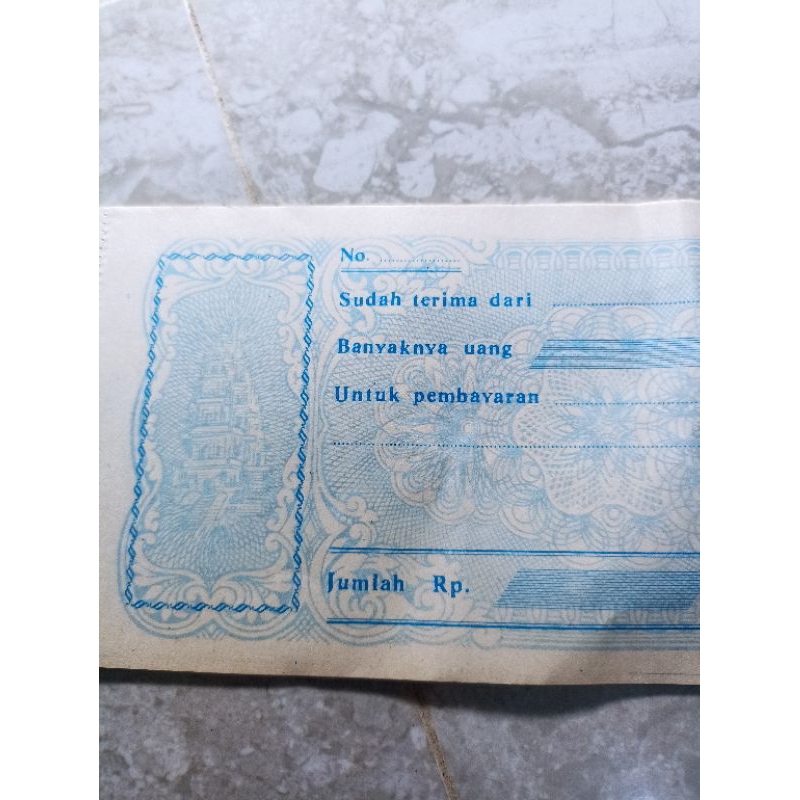 No. ....................
Sudah terima dari
Banyaknya uang
Untuk pembayaran
Jumlah Rp.